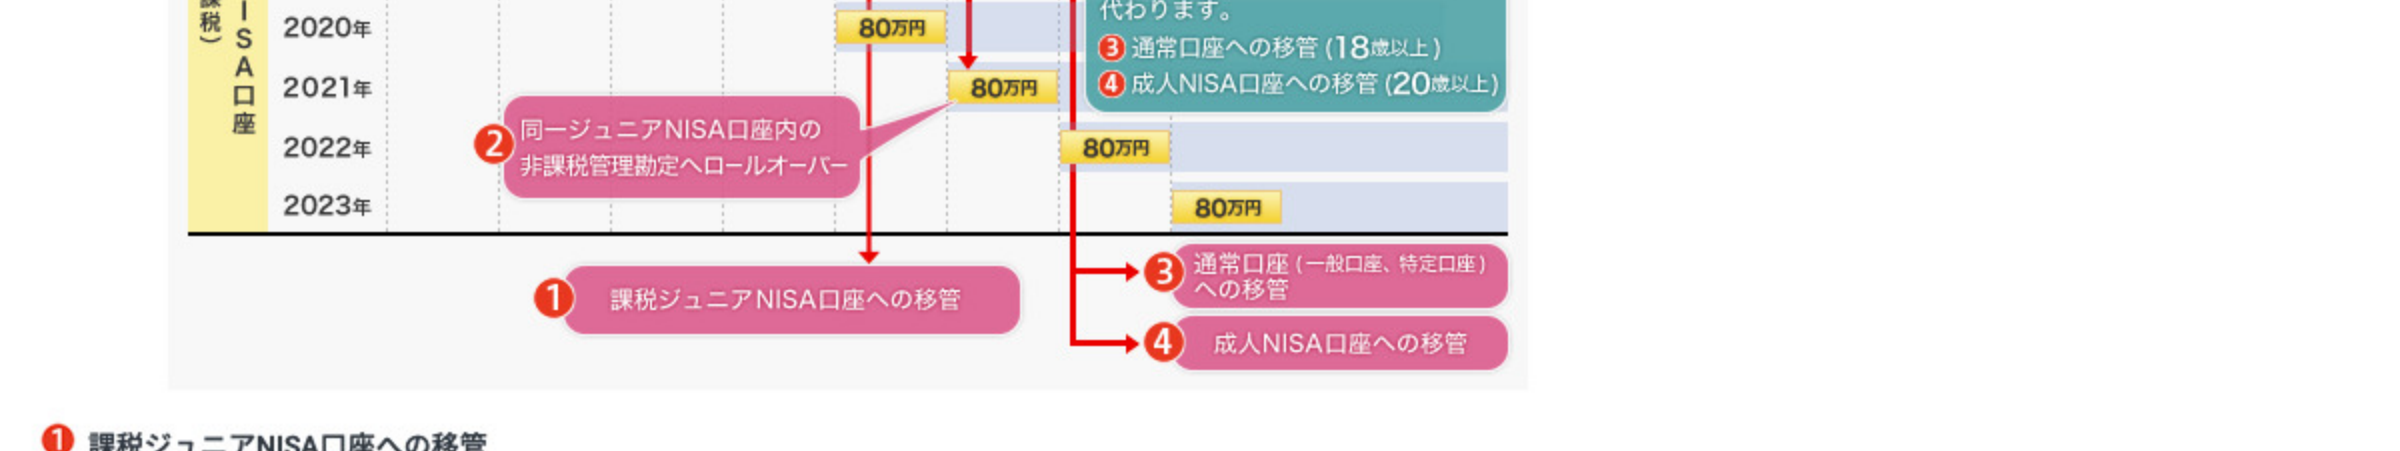 課税）
ーSA口座
2020年
80万円
代わります。
3 通常口座への移管 (18歳以上)
4 成人NISA口座への移管 (20歳以上)
2021年
80万円
2 同一ジュニアNISA口座内の
非課税管理勘定へロールオーバー
2022年
80万円
2023年
80万円
1 課税ジュニアNISA口座への移管
3 通常口座 (一般口座、特定口座)
への移管
4 成人NISA口座への移管
1 課税ジュニアNISA口座への移管